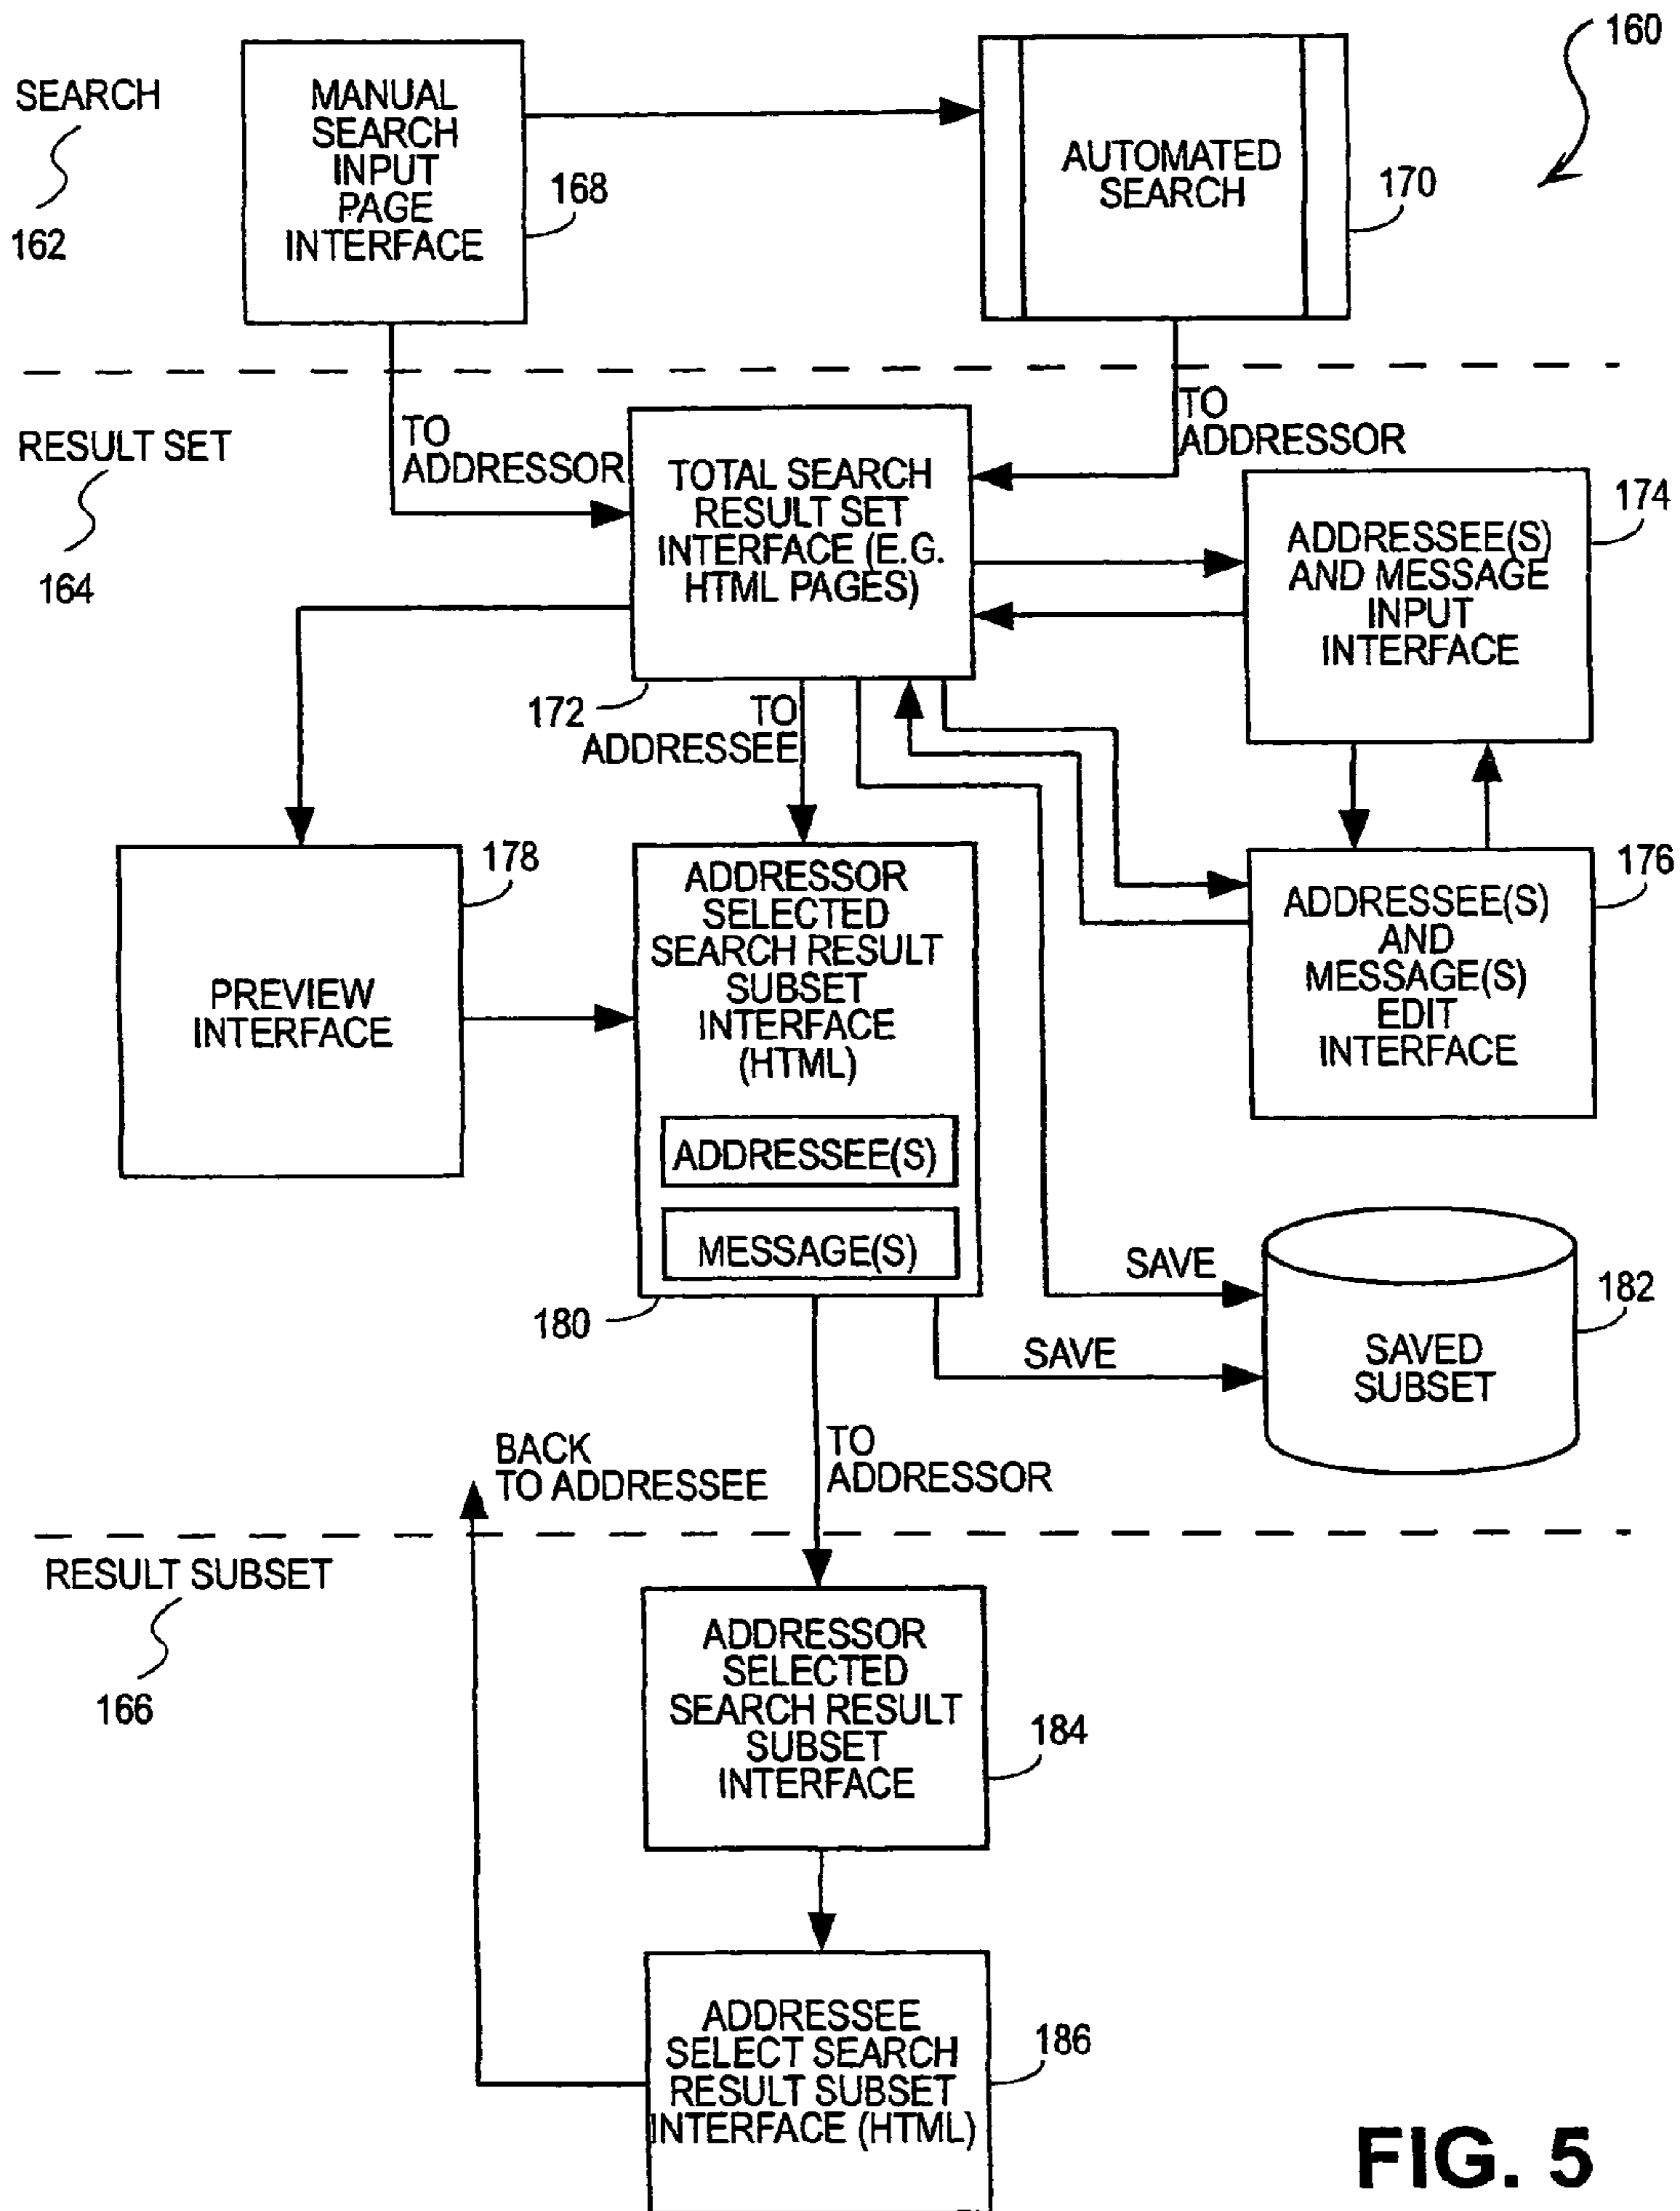 160
SEARCH
162
MANUAL
SEARCH
INPUT
PAGE
INTERFACE
168
AUTOMATED
SEARCH
170
RESULT SET
164
TO
ADDRESSOR
TOTAL SEARCH
RESULT SET
INTERFACE (E.G.
HTML PAGES)
172
TO
ADDRESSOR
ADDRESSEE(S)
AND MESSAGE
INPUT
INTERFACE
174
TO
ADDRESSEE
PREVIEW
INTERFACE
178
ADDRESSOR
SELECTED
SEARCH RESULT
SUBSET
INTERFACE
(HTML)
ADDRESSEE(S)
MESSAGE(S)
180
ADDRESSEE(S)
AND
MESSAGE(S)
EDIT
INTERFACE
176
SAVE
SAVE
SAVED
SUBSET
182
BACK
TO ADDRESSEE
TO
ADDRESSOR
RESULT SUBSET
166
ADDRESSOR
SELECTED
SEARCH RESULT
SUBSET
INTERFACE
184
ADDRESSEE
SELECT SEARCH
RESULT SUBSET
INTERFACE (HTML)
186
FIG. 5